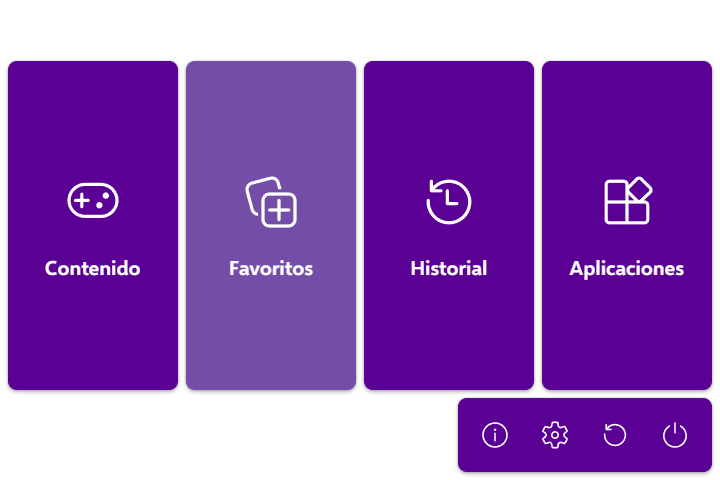 Contenido
Favoritos
Historial
Aplicaciones